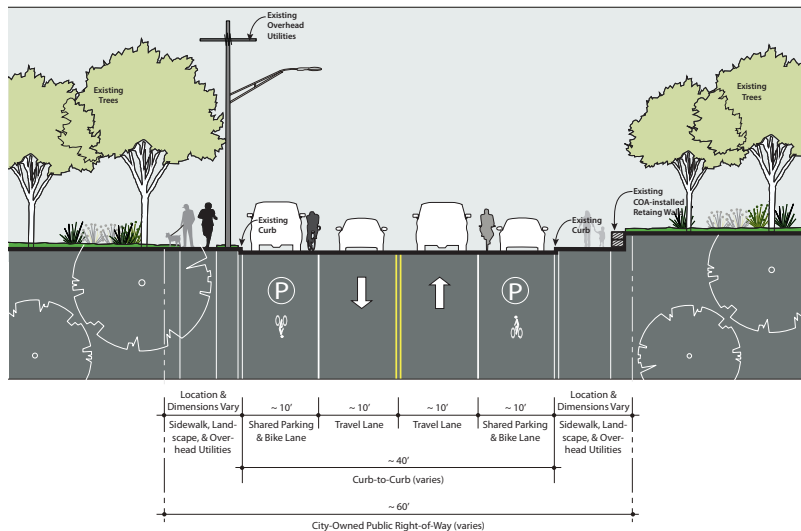 Existing
Overhead
Utilities
Existing
Trees
Existing
Trees
Existing
COA-installed
Retaing Wall
Existing
Curb
Existing
Curb
P
P
Location &
Dimensions Vary
~ 10'
~ 10'
~ 10'
~ 10'
Location &
Dimensions Vary
Sidewalk, Land-
scape, & Over-
head Utilities
Shared Parking
& Bike Lane
Travel Lane
Travel Lane
Shared Parking
& Bike Lane
Sidewalk, Land-
scape, & Over-
head Utilities
~ 40'
Curb-to-Curb (varies)
~ 60'
City-Owned Public Right-of-Way (varies)